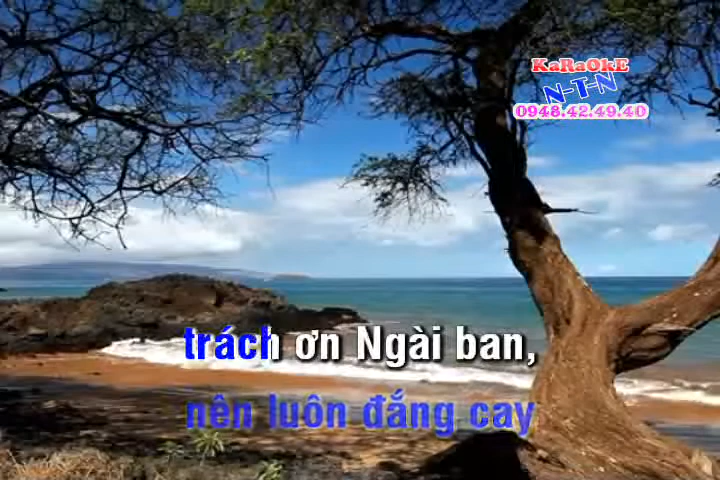 KaRaOkE
N-T-N
0948.42.49.40
trách ơn Ngài ban,
nên luôn đắng cay